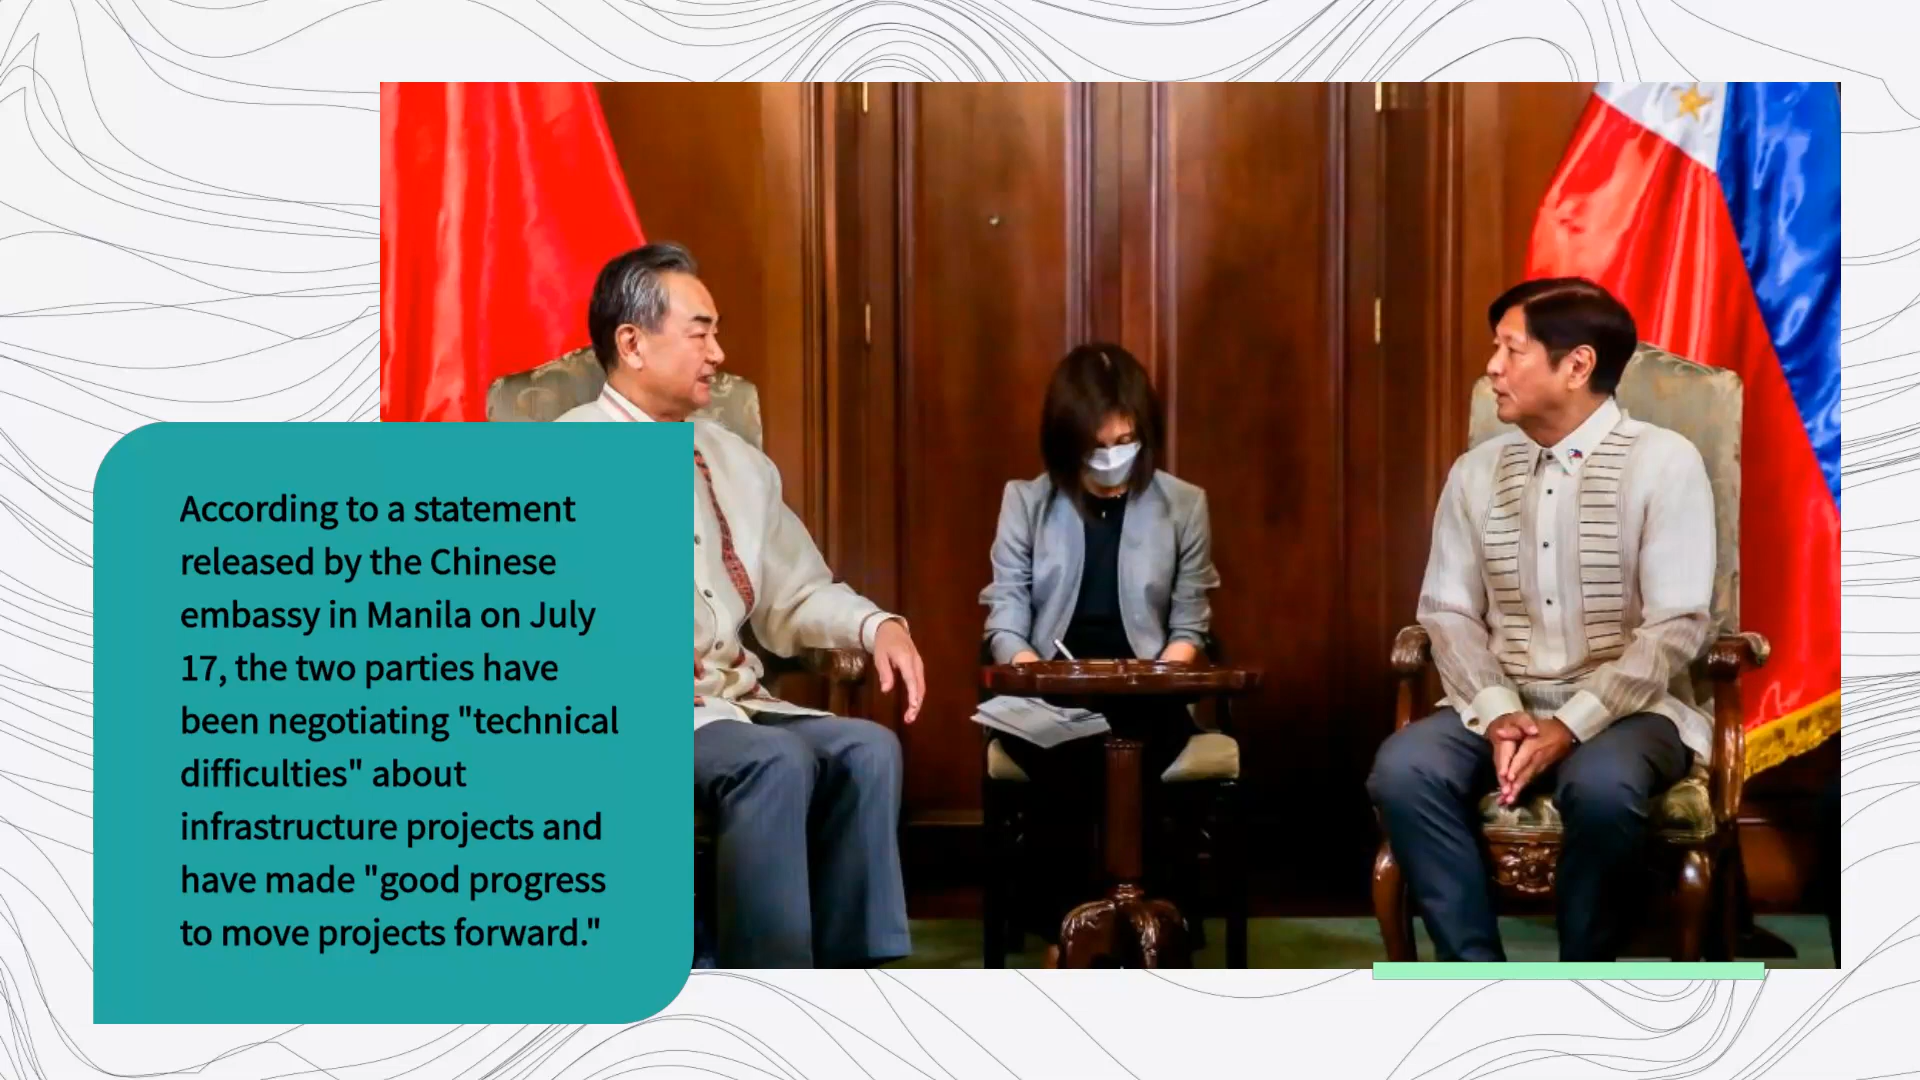 According to a statement
released by the Chinese
embassy in Manila on July
17, the two parties have
been negotiating "technical
difficulties" about
infrastructure projects and
have made "good progress
to move projects forward."